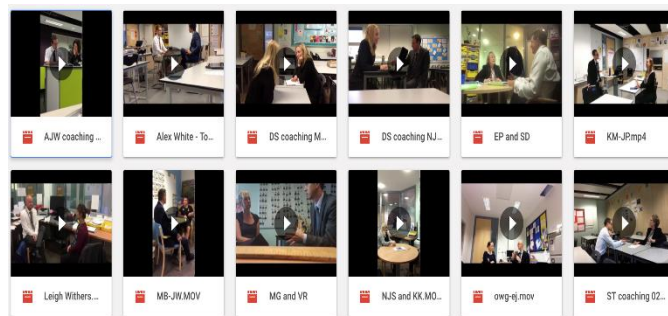 AJW coaching ...
Alex White - To...
DS coaching M...
DS coaching NJ...
EP and SD
KM-JP.mp4
Leigh Withers....
MB-JW.MOV
MG and VR
NJS and KK.MO...
owg-ej.mov
ST coaching 02...